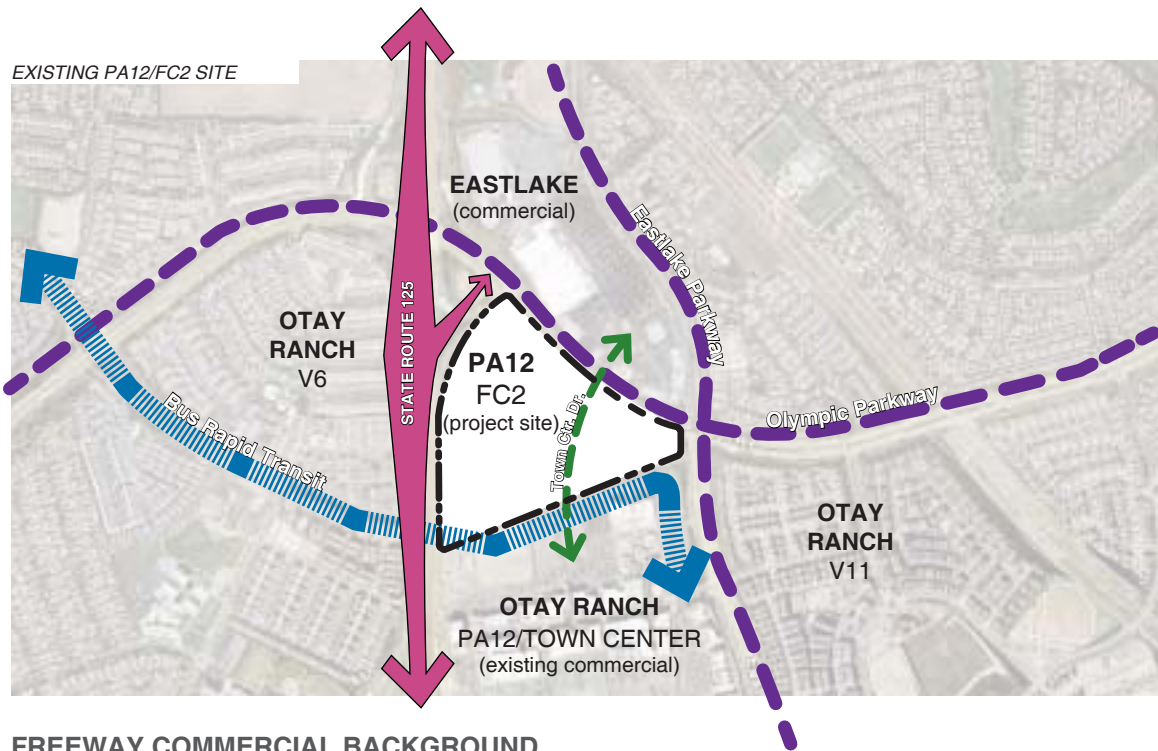 EXISTING PA12/FC2 SITE
EASTLAKE
(commercial)
Eastlake Parkway
STATE ROUTE 125
OTAY
RANCH
V6
PA12
FC2
(project site)
Town Ctr. Dr.
Olympic Parkway
Bus Rapid Transit
OTAY
RANCH
V11
OTAY RANCH
PA12/TOWN CENTER
(existing commercial)
FREEWAY COMMERCIAL BACKGROUND